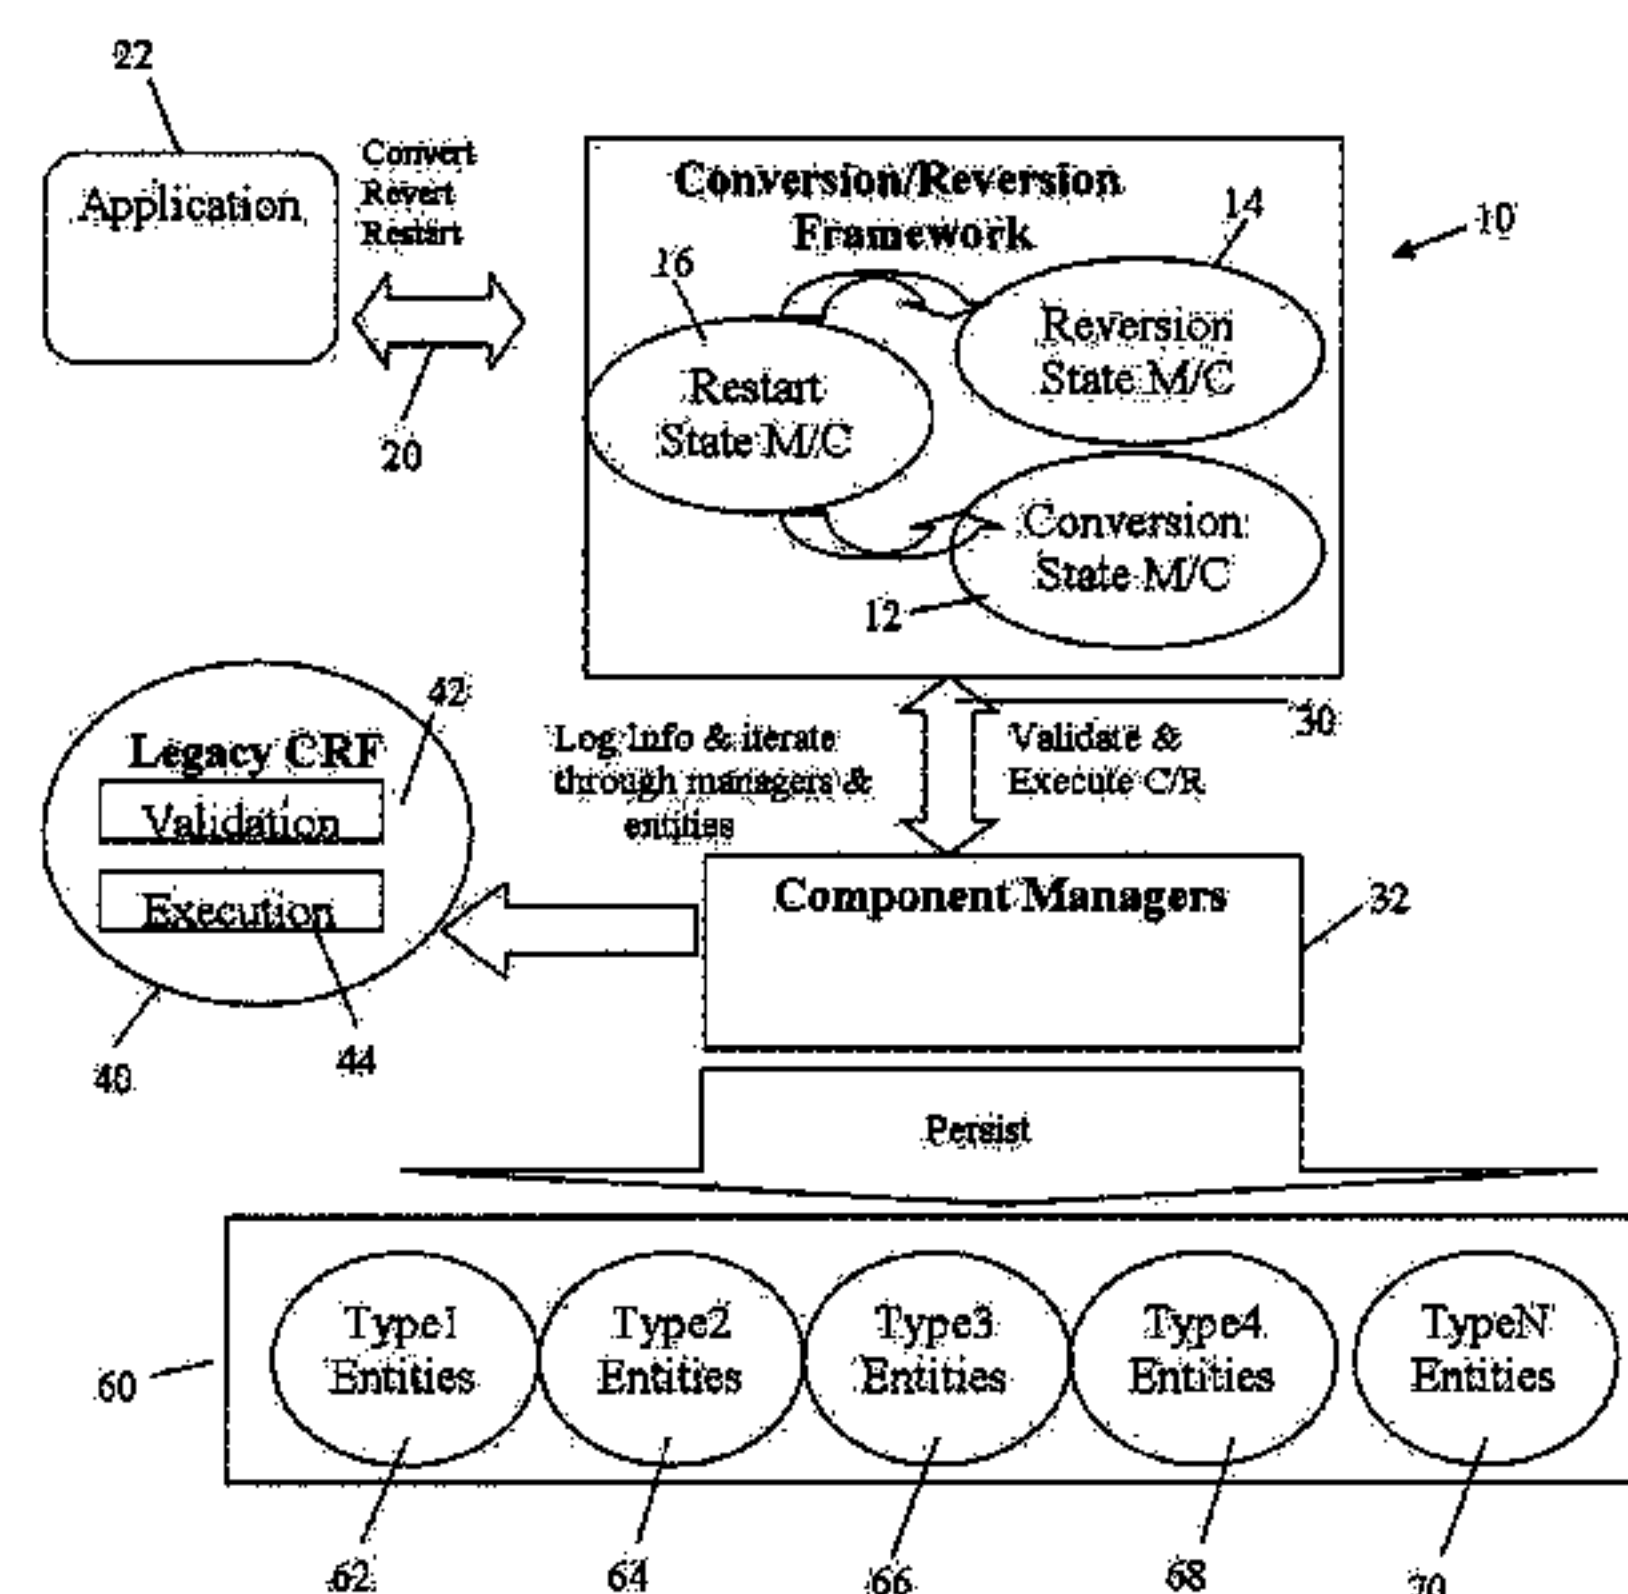 22
Application
Convert
Revert
Restart
20
Conversion/Reversion
Framework
10
14
16
Reversion
State M/C
Restart
State M/C
Conversion
State M/C
12
30
Log Info & iterate
through managers &
entities
Validate &
Execute C/R
42
Legacy CRF
Validation
Execution
40
44
Component Managers
32
Persist
60
Type1
Entities
Type2
Entities
Type3
Entities
Type4
Entities
TypeN
Entities
62
64
66
68
70